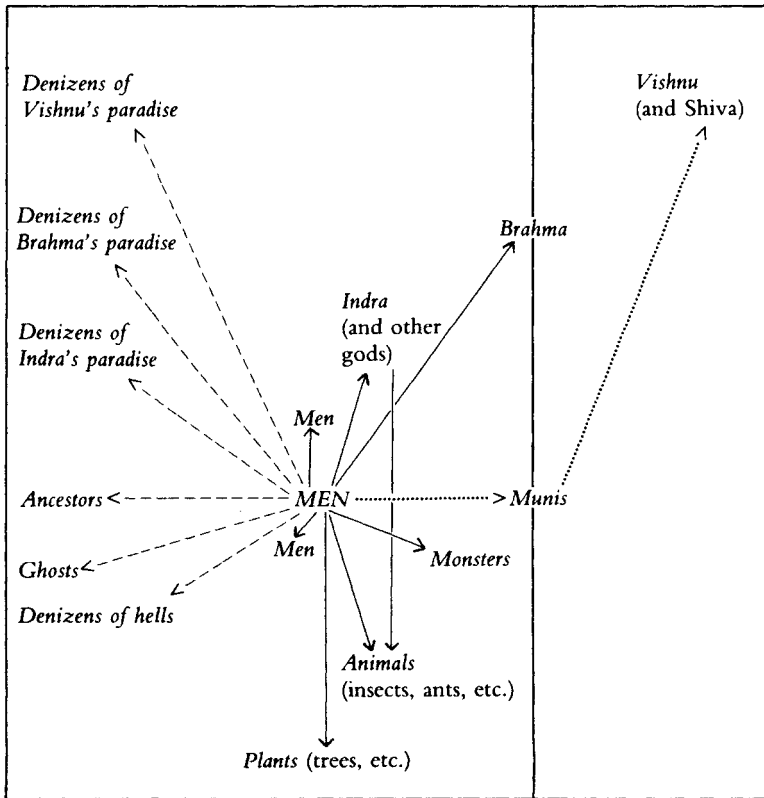 Denizens of
Vishnu's paradise
Vishnu
(and Shiva)
Denizens of
Brahma's paradise
Brahma
Indra
(and other
gods)
Denizens of
Indra's paradise
Men
Ancestors
MEN
Munis
Men
Monsters
Ghosts
Denizens of hells
Animals
(insects, ants, etc.)
Plants (trees, etc.)